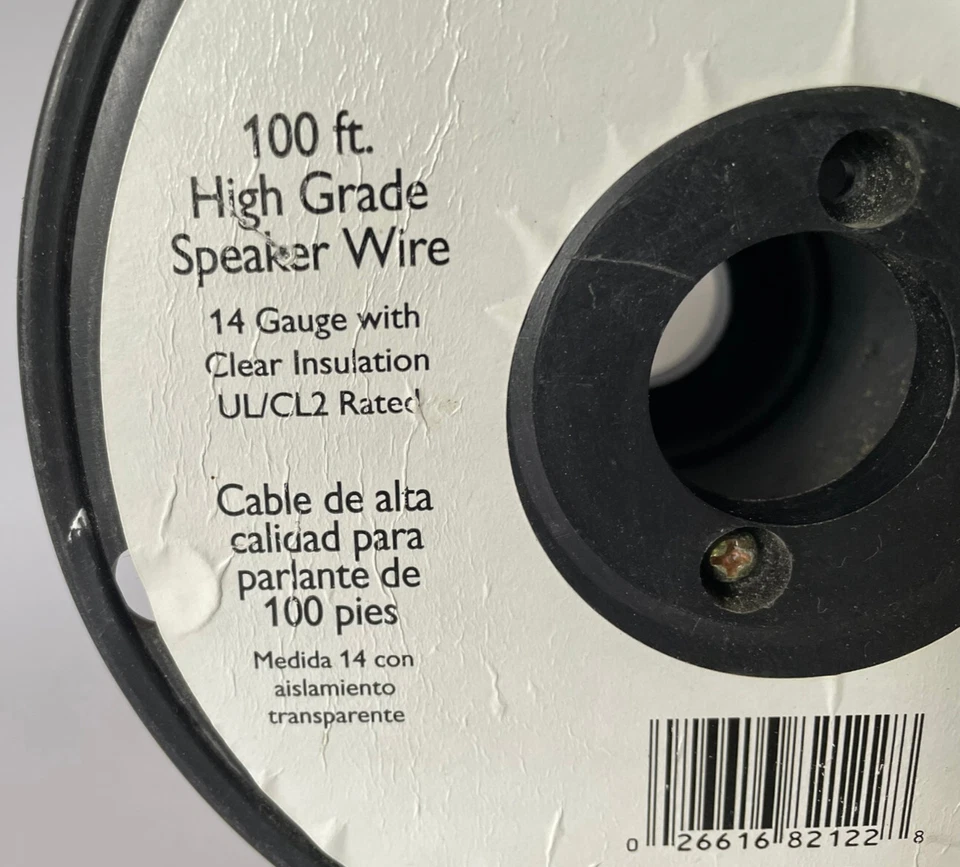 100 ft.
High Grade
Speaker Wire
14 Gauge with
Clear Insulation
UL/CL2 Rated
Cable de alta
calidad para
parlante de
100 pies
Medida 14 con
aislamiento
transparente
0 26616 82122 8